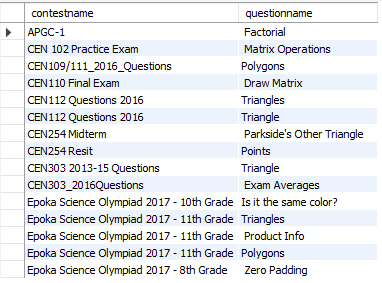 contestname questionname
APGC-1 Factorial
CEN 102 Practice Exam Matrix Operations
CEN109/111_2016_Questions Polygons
CEN110 Final Exam Draw Matrix
CEN112 Questions 2016 Triangles
CEN112 Questions 2016 Triangle
CEN254 Midterm Parkside's Other Triangle
CEN254 Resit Points
CEN303 2013-15 Questions Triangle
CEN303_2016Questions Exam Averages
Epoka Science Olympiad 2017 - 10th Grade Is it the same color?
Epoka Science Olympiad 2017 - 11th Grade Triangles
Epoka Science Olympiad 2017 - 11th Grade Product Info
Epoka Science Olympiad 2017 - 11th Grade Polygons
Epoka Science Olympiad 2017 - 8th Grade Zero Padding